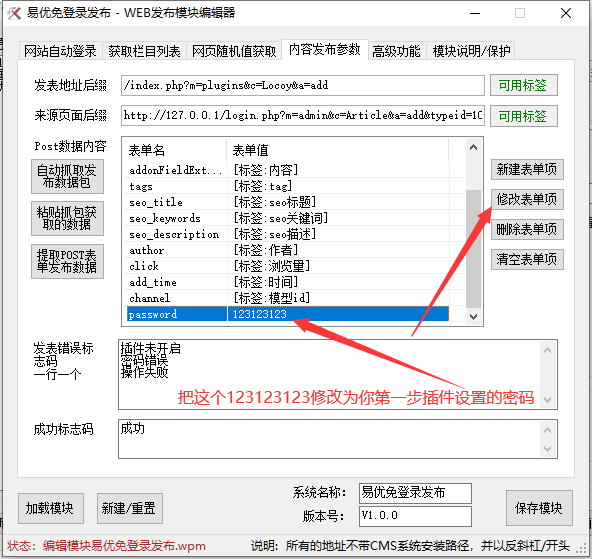 易优免登录发布 - WEB发布模块编辑器
网站自动登录 获取栏目列表 网页随机值获取 内容发布参数 高级功能 模块说明/保护
发表地址后缀 /index.php?m=plugins&c=Locoy&a=add 可用标签
来源页面后缀 http://127.0.0.1/login.php?m=admin&c=Article&a=add&typeid=10 可用标签
Post数据内容
自动抓取发
布数据包
粘贴抓包获
取的数据
提取POST表
单发布数据
表单名 表单值
addonFieldExt... [标签:内容]
tags [标签:tag]
seo_title [标签:seo标题]
seo_keywords [标签:seo关键词]
seo_description [标签:seo描述]
author [标签:作者]
click [标签:浏览量]
add_time [标签:时间]
channel [标签:模型id]
password 123123123
新建表单项
修改表单项
删除表单项
清空表单项
发表错误标
志码
一行一个
插件未开启
密码错误
操作失败
把这个123123123修改为你第一步插件设置的密码
成功标志码 成功
加载模块 新建/重置
系统名称： 易优免登录发布
版本号： V1.0.0
保存模块
状态：编辑模块易优免登录发布.wpm 说明：所有的地址不带CMS系统安装路径，并以反斜杠/开头